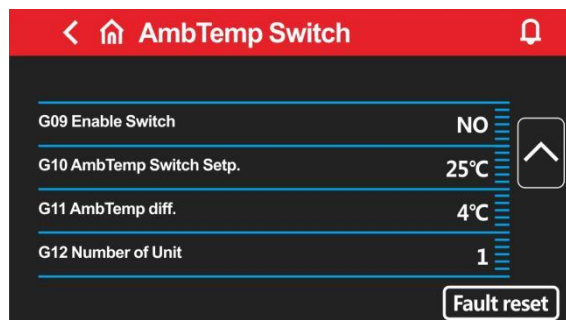 AmbTemp Switch
G09 Enable Switch NO
G10 AmbTemp Switch Setp. 25℃
G11 AmbTemp diff. 4℃
G12 Number of Unit 1
Fault reset